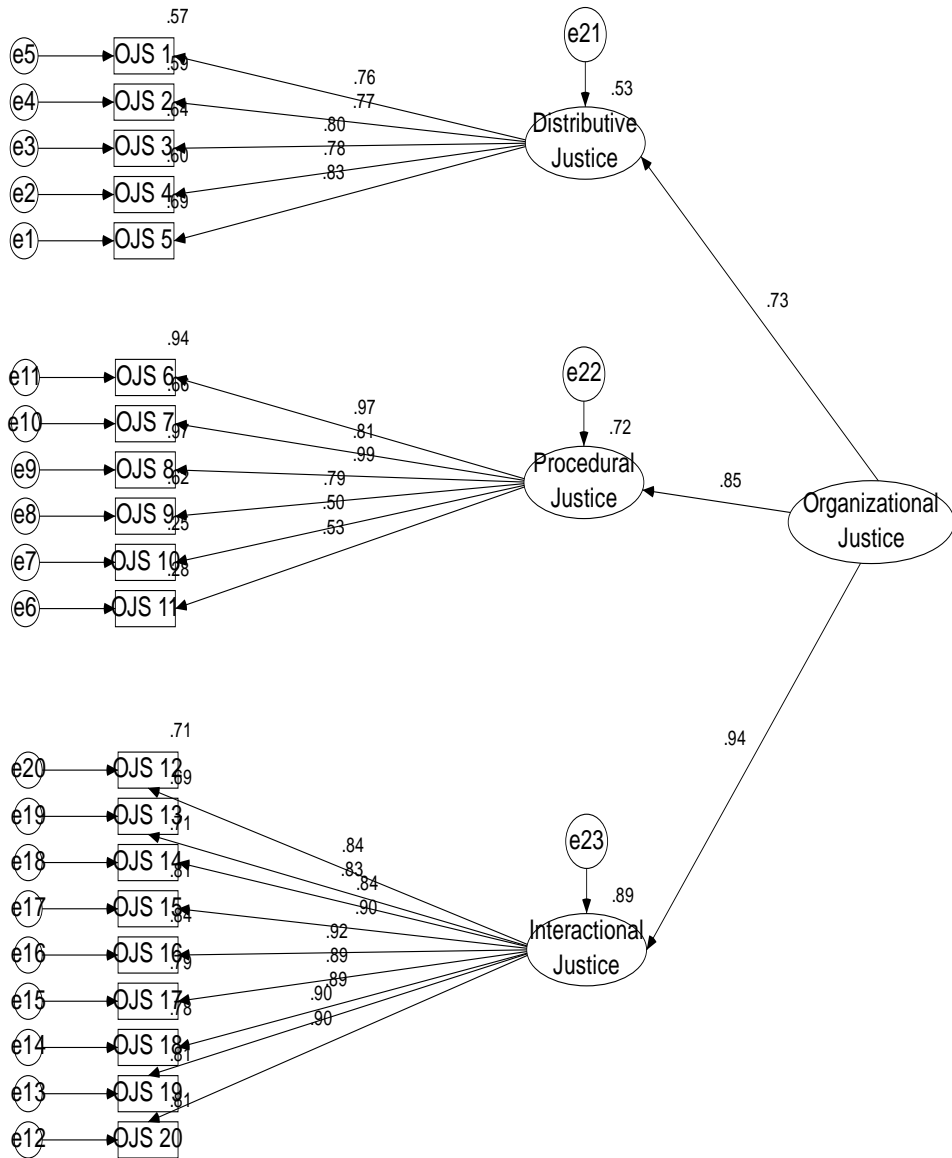 .57
e5 OJS 1
.59
e4 OJS 2
.64
e3 OJS 3
.60
e2 OJS 4
.69
e1 OJS 5
.76
.77
.80
.78
.83
e21
.53
Distributive
Justice
.73
.94
e11 OJS 6
.66
e10 OJS 7
.97
e9 OJS 8
.62
e8 OJS 9
.25
e7 OJS 10
.28
e6 OJS 11
.97
.81
.99
.79
.50
.53
e22
.72
Procedural
Justice
.85
Organizational
Justice
.71
e20 OJS 12
.69
e19 OJS 13
.71
e18 OJS 14
.81
e17 OJS 15
.84
e16 OJS 16
.79
e15 OJS 17
.78
e14 OJS 18
.81
e13 OJS 19
.81
e12 OJS 20
.84
.83
.84
.90
.92
.89
.89
.90
.90
e23
.89
Interactional
Justice
.94